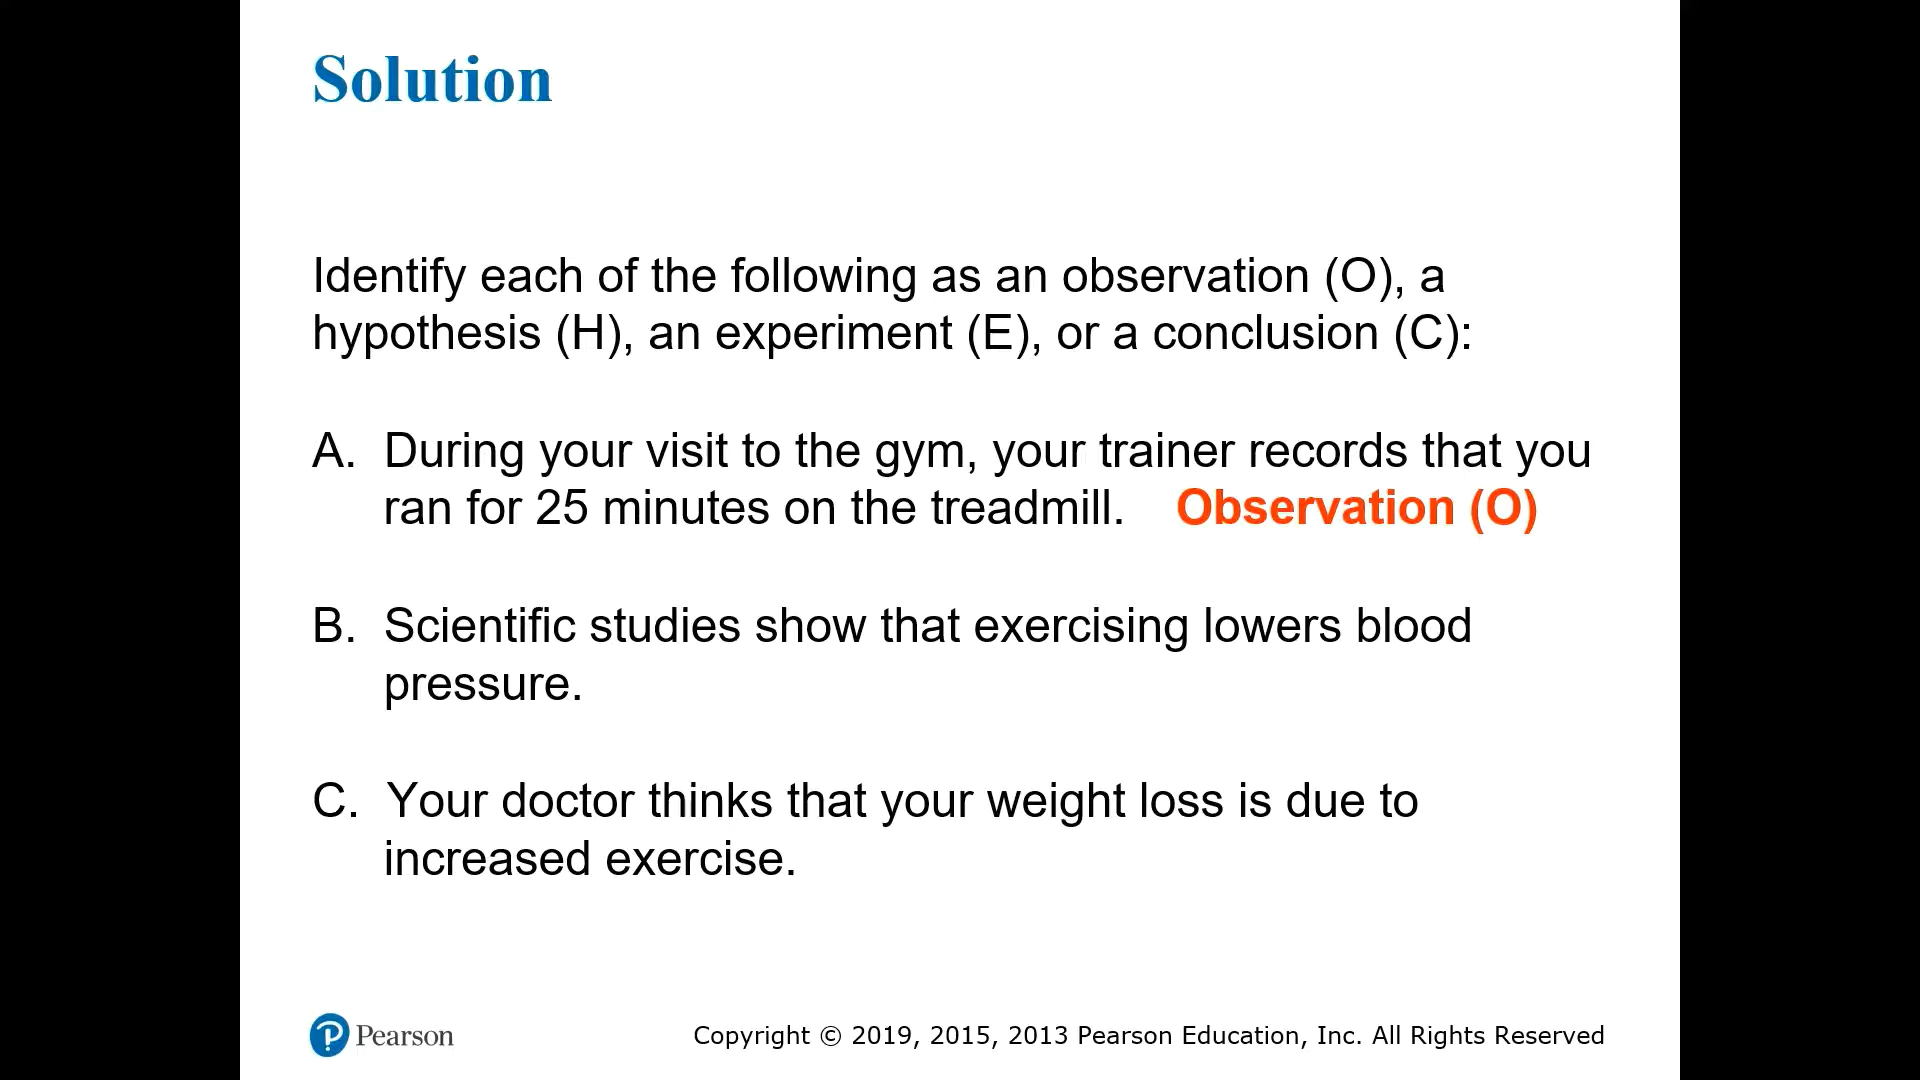 Solution
Identify each of the following as an observation (O), a
hypothesis (H), an experiment (E), or a conclusion (C):
A. During your visit to the gym, your trainer records that you
ran for 25 minutes on the treadmill. Observation (O)
B. Scientific studies show that exercising lowers blood
pressure.
C. Your doctor thinks that your weight loss is due to
increased exercise.
Pearson Copyright © 2019, 2015, 2013 Pearson Education, Inc. All Rights Reserved